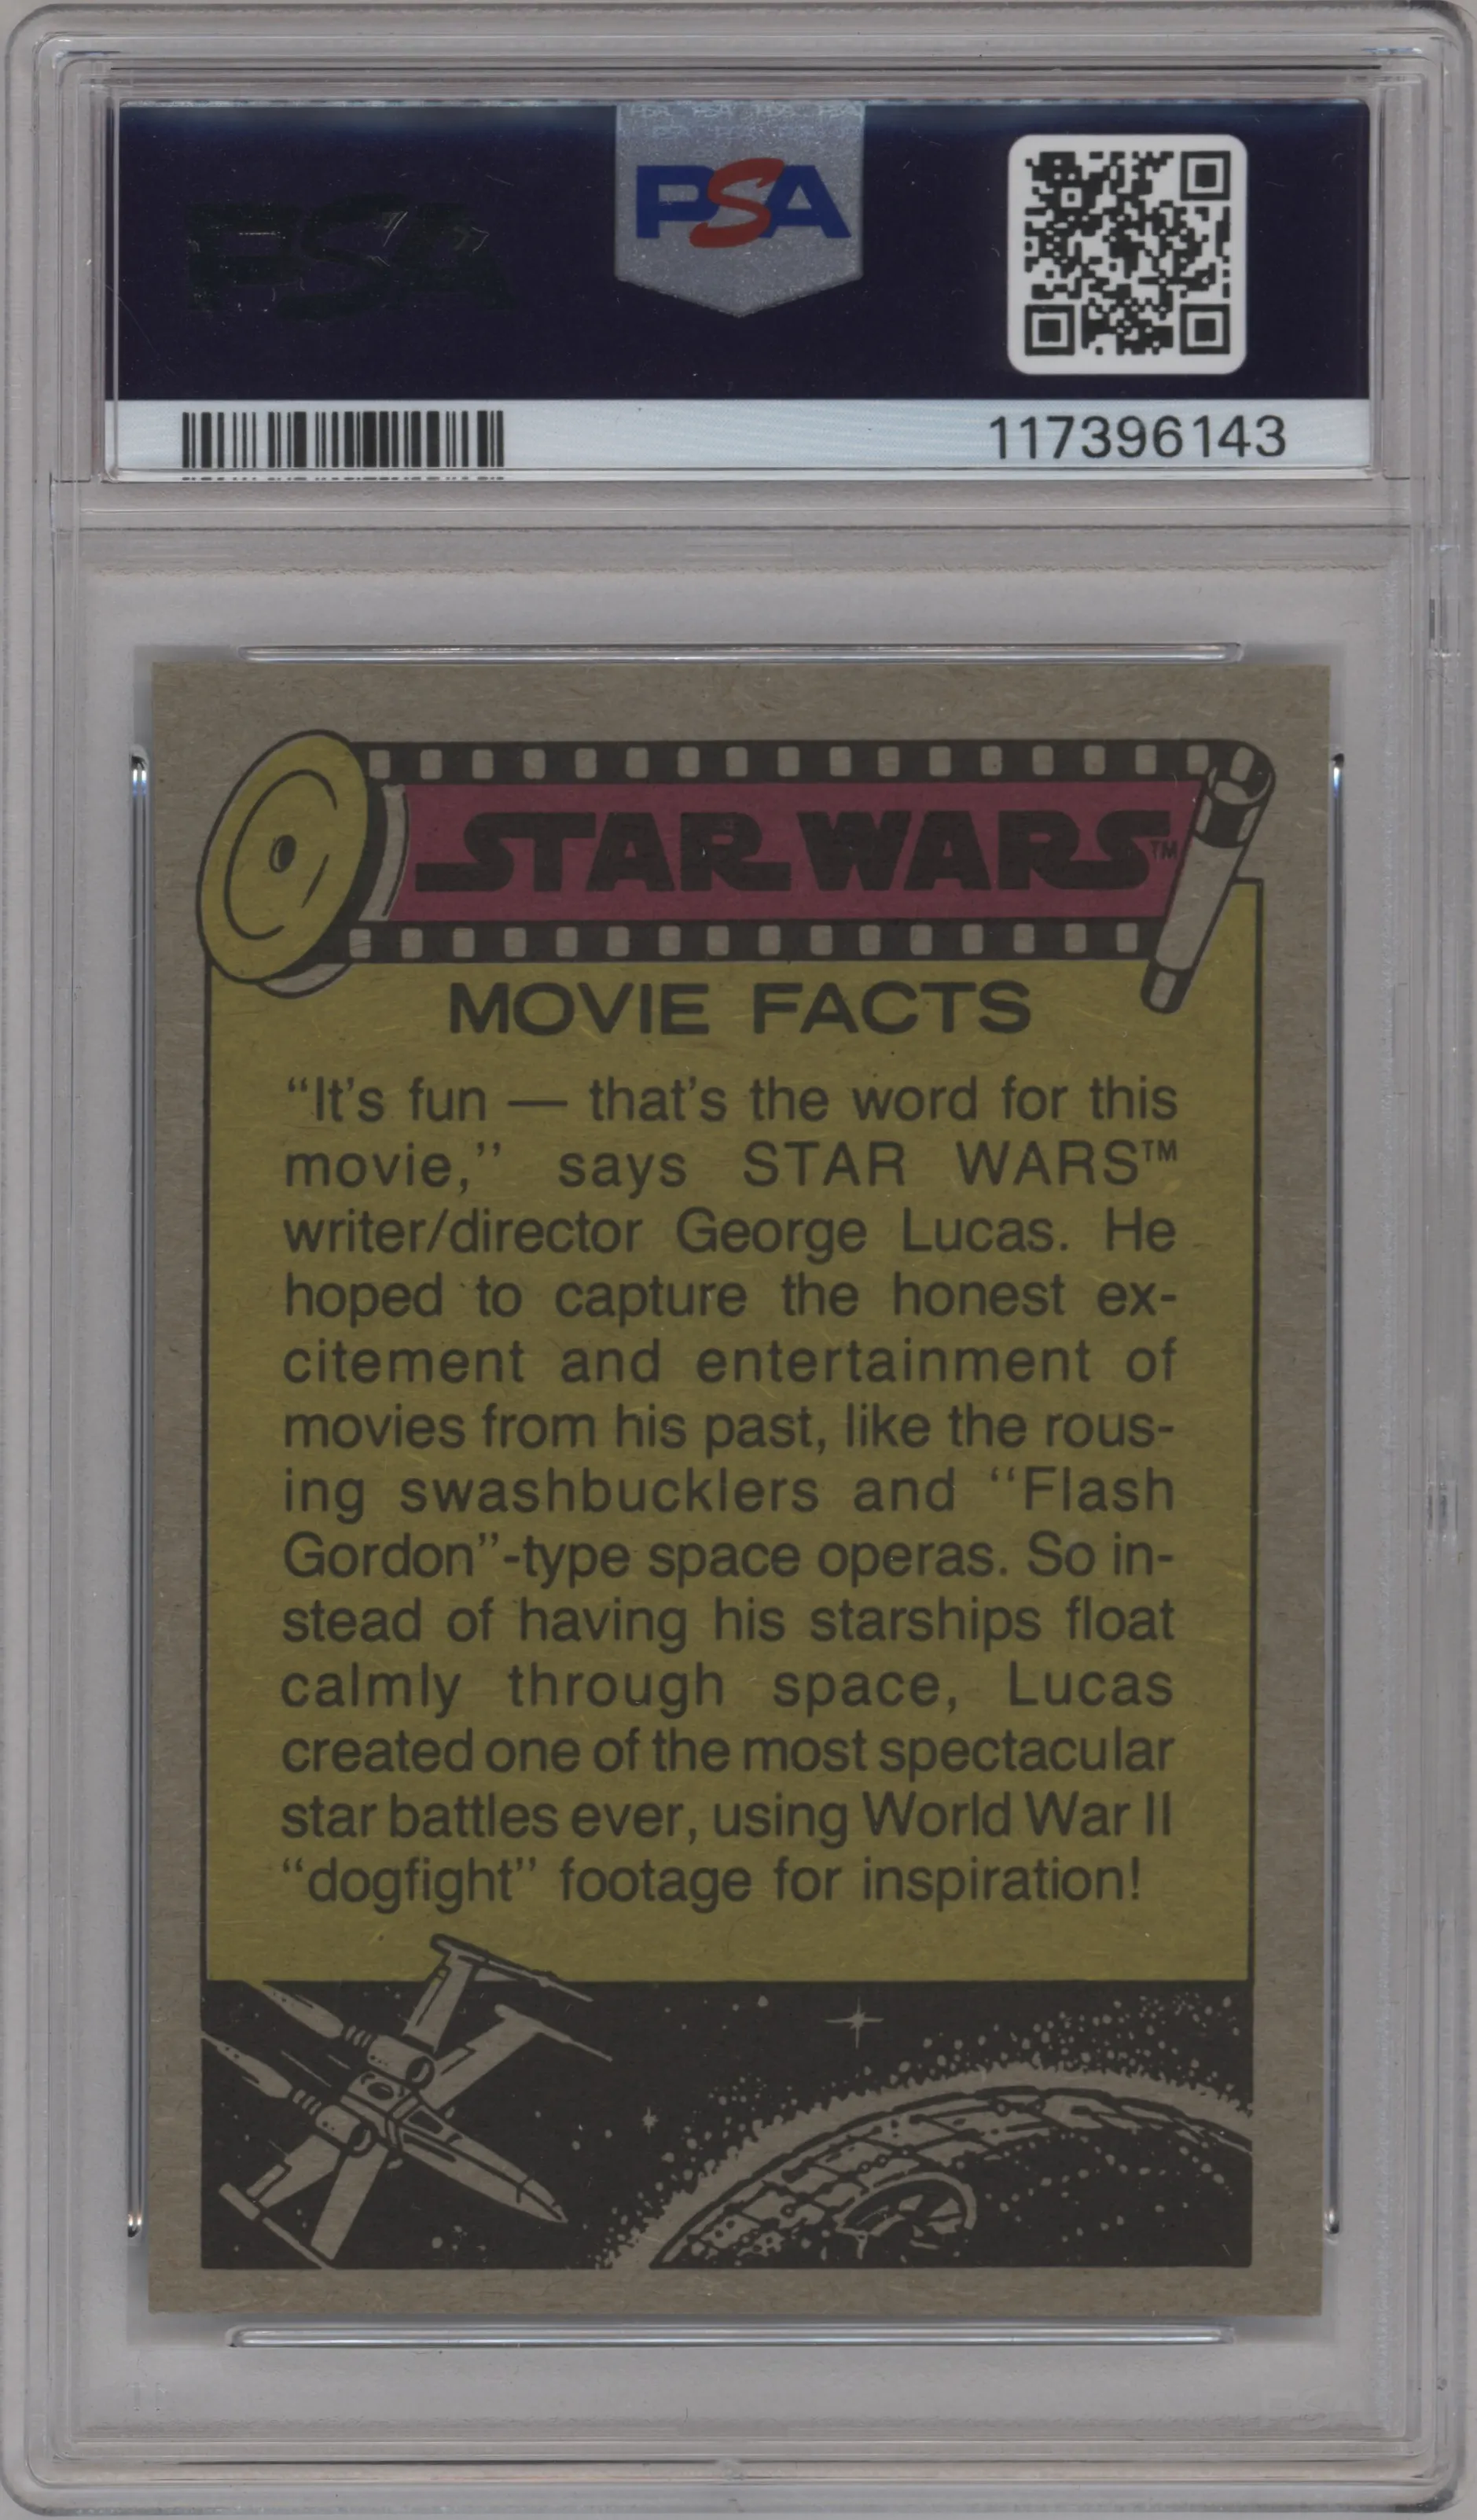 PSA
PSA
117396143
STAR WARS™
MOVIE FACTS
“It's fun — that's the word for this
movie,” says STAR WARS™
writer/director George Lucas. He
hoped to capture the honest ex-
citement and entertainment of
movies from his past, like the rous-
ing swashbucklers and “Flash
Gordon”-type space operas. So in-
stead of having his starships float
calmly through space, Lucas
created one of the most spectacular
star battles ever, using World War II
“dogfight” footage for inspiration!